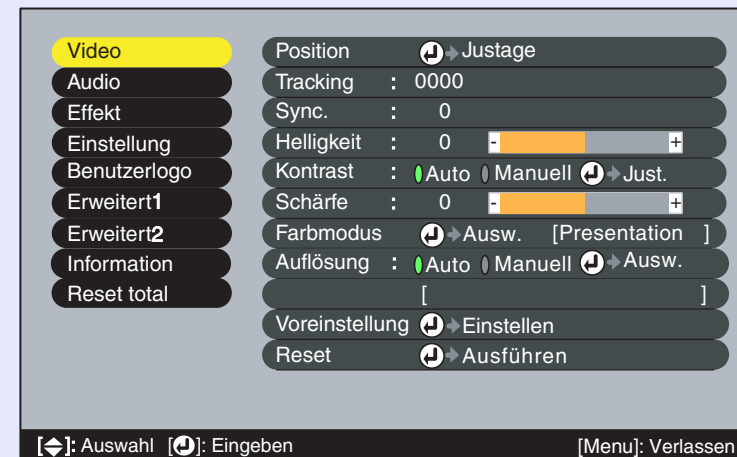 Video
Audio
Effekt
Einstellung
Benutzerlogo
Erweitert1
Erweitert2
Information
Reset total
Position Justage
Tracking : 0000
Sync. : 0
Helligkeit : 0 - +
Kontrast : Auto Manuell Just.
Schärfe : 0 - +
Farbmodus Ausw. [Presentation ]
Auflösung : Auto Manuell Ausw.
[ ]
Voreinstellung Einstellen
Reset Ausführen
[ ]: Auswahl [ ]: Eingeben [Menu]: Verlassen